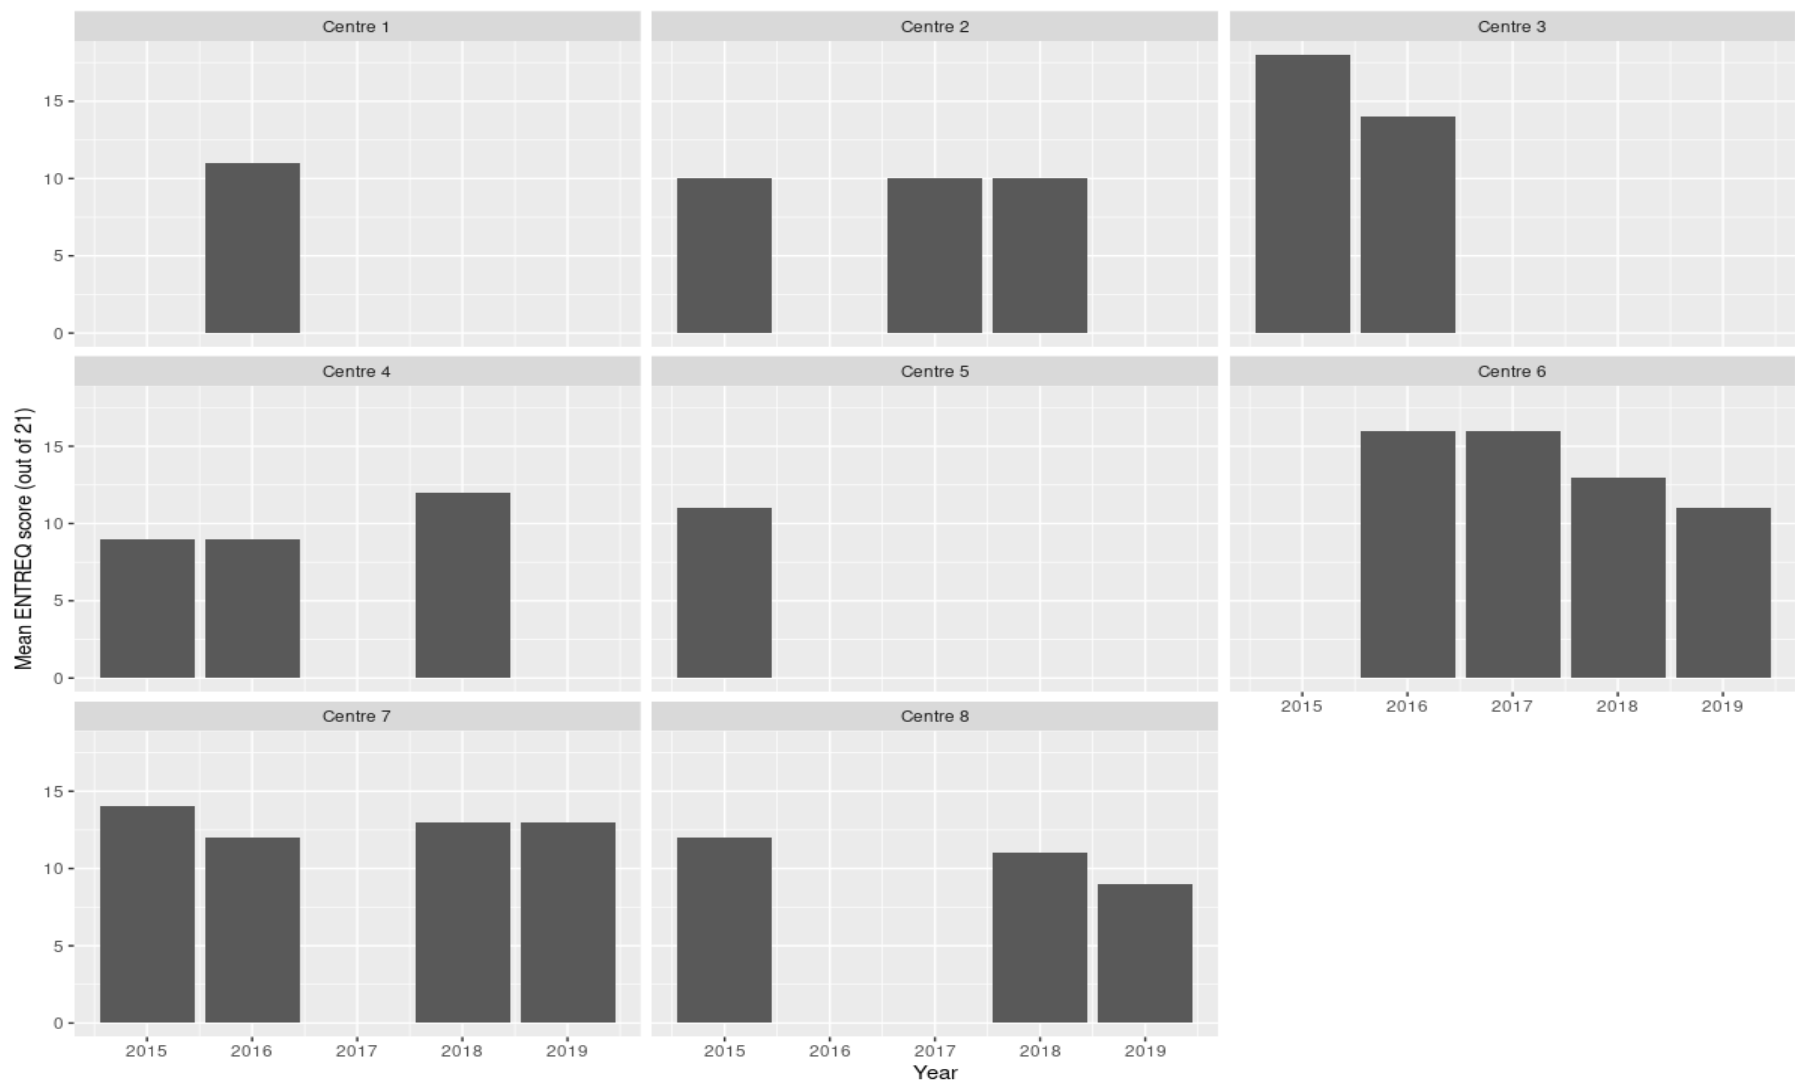 Centre 1
Centre 2
Centre 3
15
10
5
0
Centre 4
Centre 5
Centre 6
Mean ENTREQ score (out of 21)
15
10
5
0
2015 2016 2017 2018 2019
Centre 7
Centre 8
15
10
5
0
2015 2016 2017 2018 2019
2015 2016 2017 2018 2019
Year